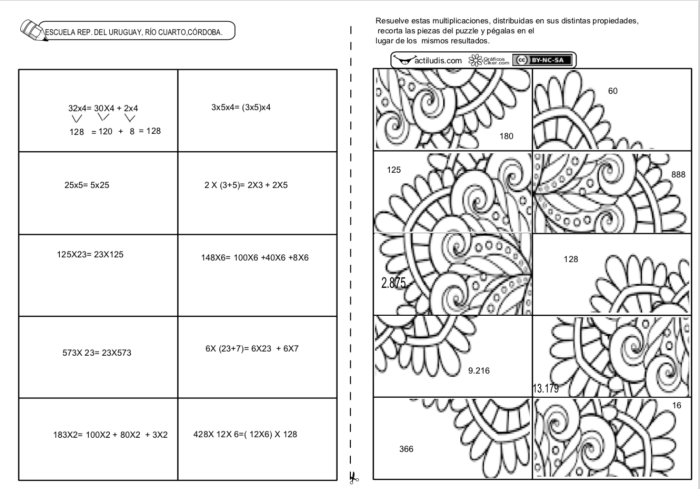 ESCUELA REP. DEL URUGUAY, RÍO CUARTO,CÓRDOBA.
32x4= 30X4 + 2x4
128 = 120 + 8 = 128
3x5x4= (3x5)x4
25x5= 5x25
2 X (3+5)= 2X3 + 2X5
125X23= 23X125
148X6= 100X6 +40X6 +8X6
573X 23= 23X573
6X (23+7)= 6X23 + 6X7
183X2= 100X2 + 80X2 + 3X2
428X 12X 6=( 12X6) X 128
Resuelve estas multiplicaciones, distribuidas en sus distintas propiedades,
recorta las piezas del puzzle y pégalas en el
lugar de los mismos resultados.
actiludis.com
Gráficos
Clker.com
cc BY-NC-SA
180
60
125
888
2.875
128
9.216
13.179
366
16